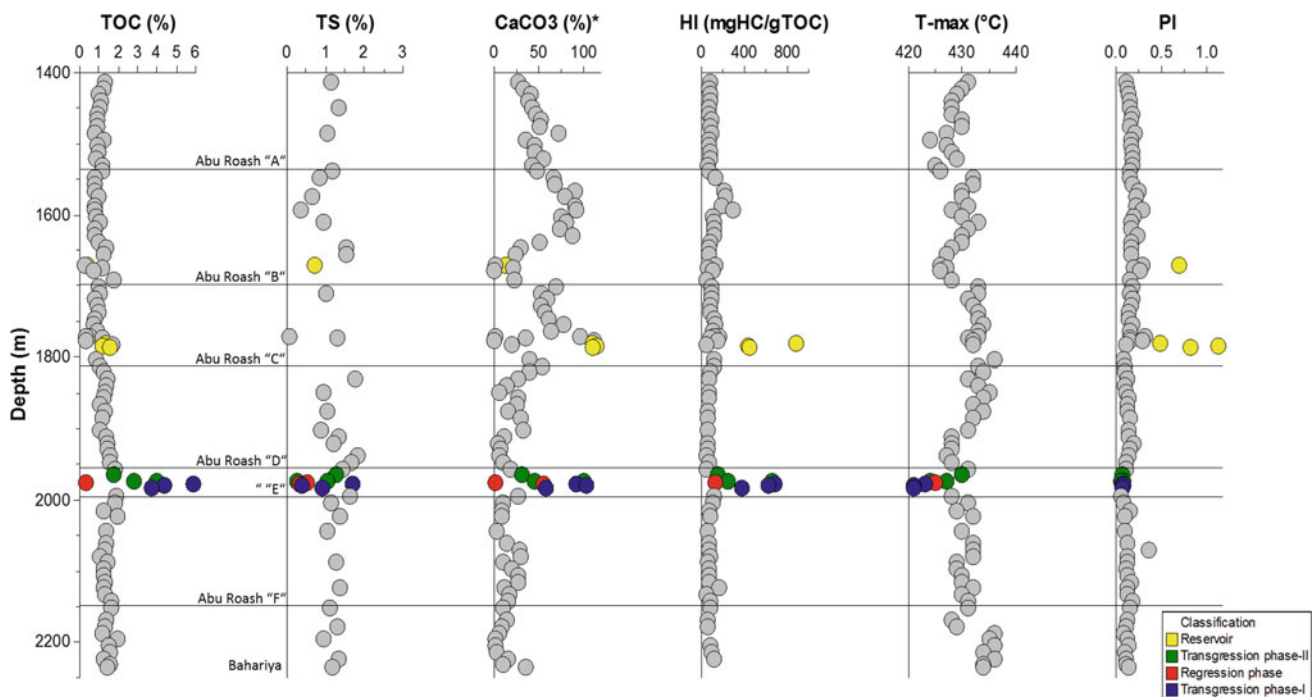 TOC (%) TS (%) CaCO3 (%)* HI (mgHC/gTOC) T-max (°C) PI
0 1 2 3 4 5 6 0 1 2 3 0 50 100 0 400 800 420 430 440 0.0 0.5 1.0
1400
Abu Roash "A"
1600
Abu Roash "B"
Depth (m)
1800
Abu Roash "C"
Abu Roash "D"
" "E"
2000
Abu Roash "F"
2200
Bahariya
Classification
Reservoir
Transgression phase-II
Regression phase
Transgression phase-I